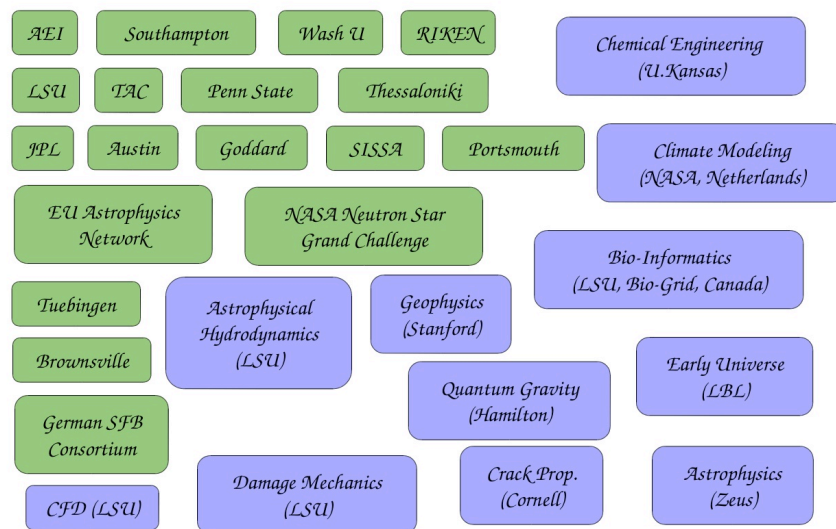 AEI
Southampton
Wash U
RIKEN
Chemical Engineering
(U.Kansas)
LSU
TAC
Penn State
Thessaloniki
JPL
Austin
Goddard
SISSA
Portsmouth
Climate Modeling
(NASA, Netherlands)
EU Astrophysics
Network
NASA Neutron Star
Grand Challenge
Bio-Informatics
(LSU, Bio-Grid, Canada)
Tuebingen
Astrophysical
Hydrodynamics
(LSU)
Geophysics
(Stanford)
Brownsville
Quantum Gravity
(Hamilton)
Early Universe
(LBL)
German SFB
Consortium
CFD (LSU)
Damage Mechanics
(LSU)
Crack Prop.
(Cornell)
Astrophysics
(Zeus)